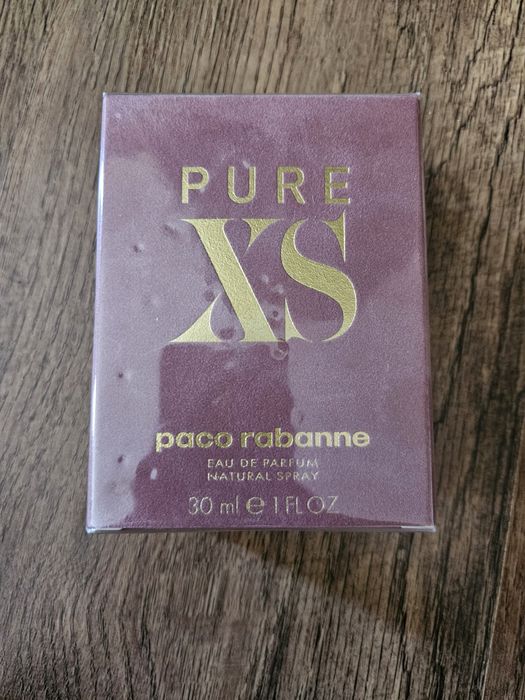 PURE
XS
paco rabanne
EAU DE PARFUM
NATURAL SPRAY
30 ml e 1 FL OZ